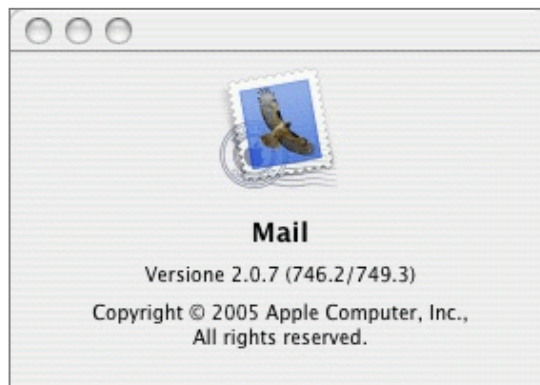 Mail
Versione 2.0.7 (746.2/749.3)
Copyright © 2005 Apple Computer, Inc.,
All rights reserved.